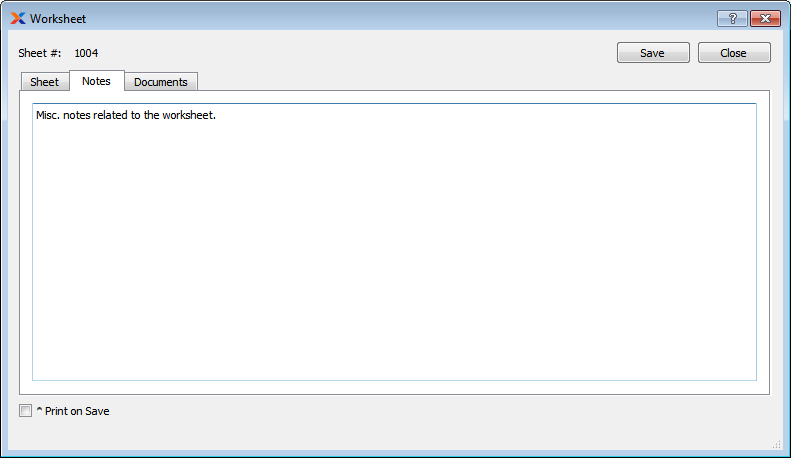 Worksheet
?
Sheet #: 1004
Save
Close
Sheet
Notes
Documents
Misc. notes related to the worksheet.
^ Print on Save